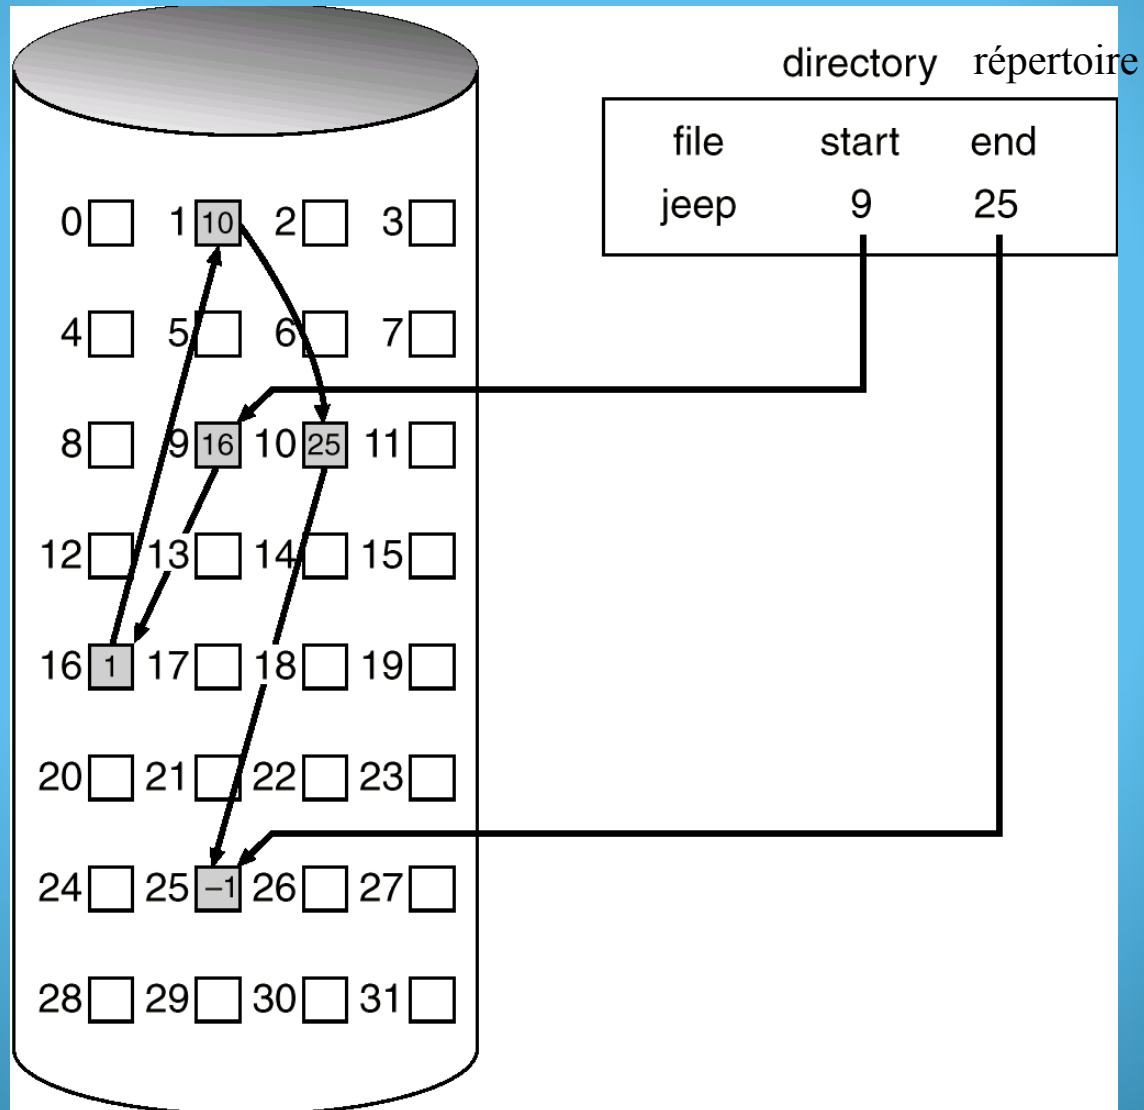 directory répertoire
file start end
jeep 9 25
0 1 10 2 3
4 5 6 7
8 9 16 10 25 11
12 13 14 15
16 1 17 18 19
20 21 22 23
24 25 –1 26 27
28 29 30 31